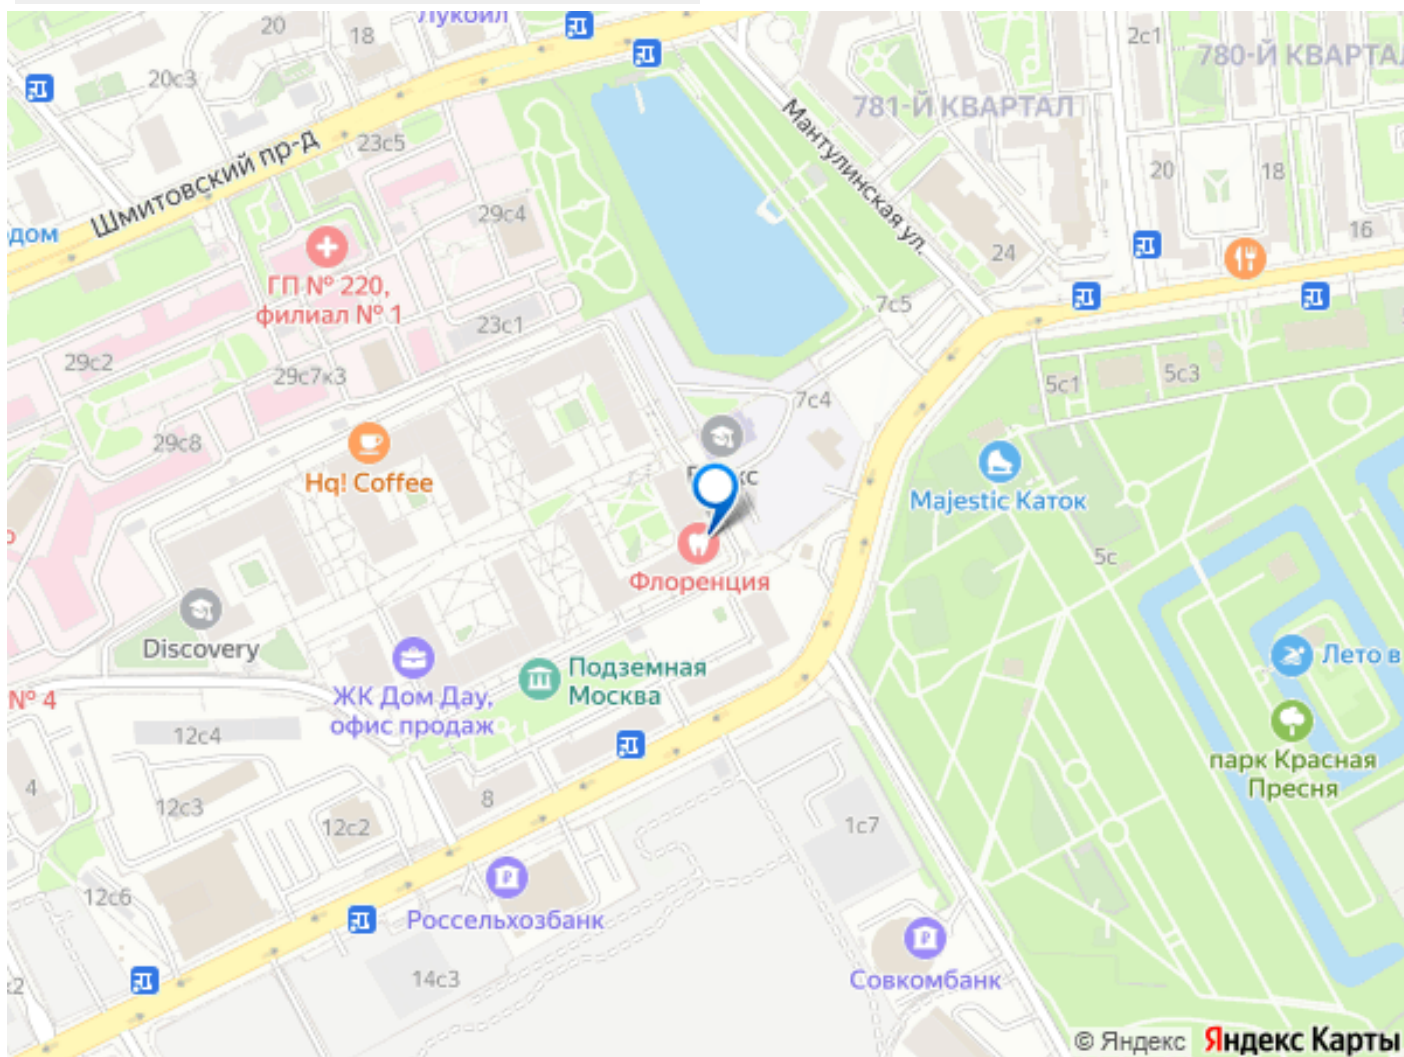 Лукойл
20
18
2с1
780-Й КВАРТАЛ
20с3
781-Й КВАРТАЛ
Мантулинская ул.
23с5
Шмитовский пр-д
20
18
29с4
16
дом
24
ГП № 220,
филиал № 1
7с5
23с1
29с2
29с7к3
5с1
5с3
7с4
29с8
Hq! Coffee
Majestic Каток
5с
Флоренция
Discovery
Подземная
Москва
Лето в
№ 4
ЖК Дом Дау,
офис продаж
12с4
парк Красная
Пресня
4
12с3
8
12с2
1с7
12с6
Россельхозбанк
14с3
Совкомбанк
© Яндекс Яндекс Карты